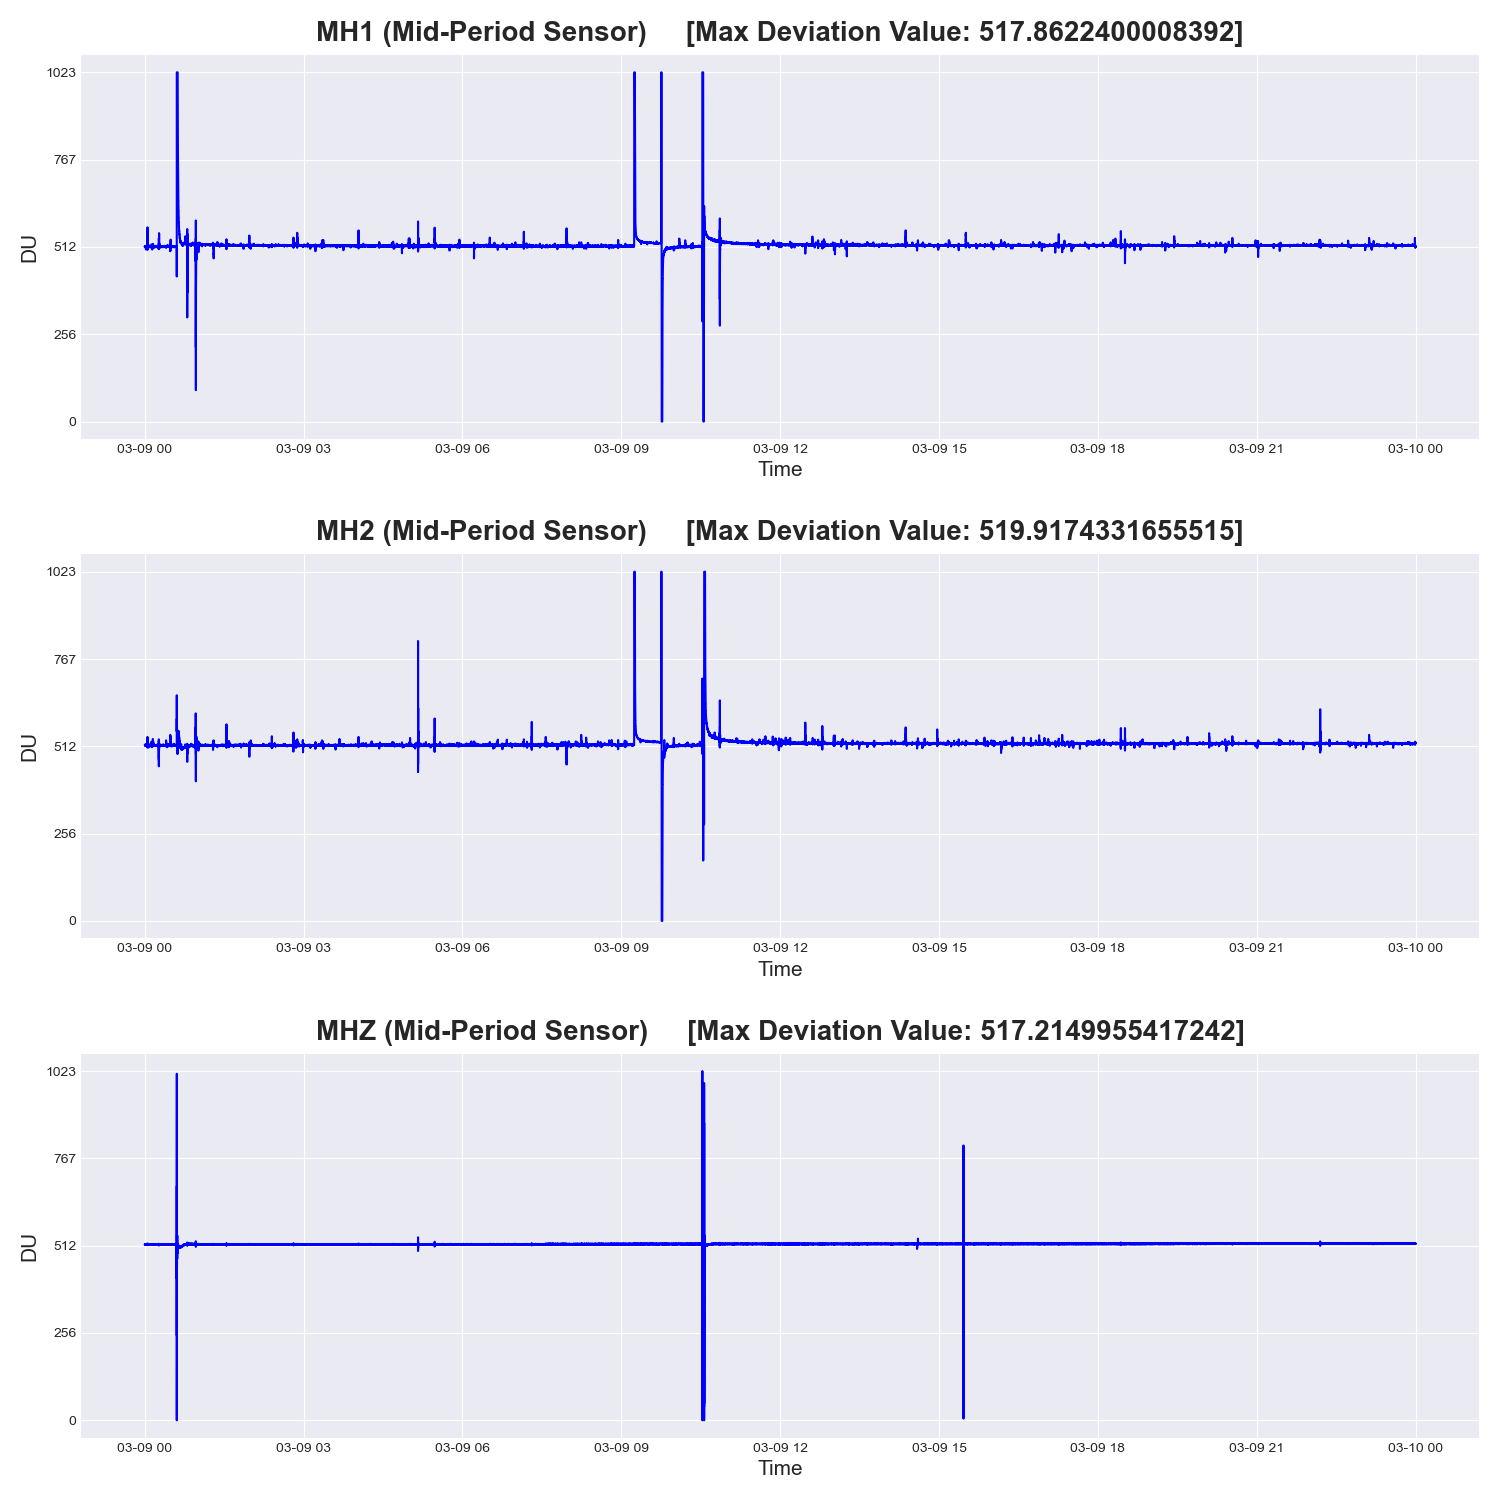 MH1 (Mid-Period Sensor) [Max Deviation Value: 517.8622400008392]
1023
767
512
256
0
DU
03-09 00 03-09 03 03-09 06 03-09 09 03-09 12 03-09 15 03-09 18 03-09 21 03-10 00
Time
MH2 (Mid-Period Sensor) [Max Deviation Value: 519.9174331655515]
1023
767
512
256
0
DU
03-09 00 03-09 03 03-09 06 03-09 09 03-09 12 03-09 15 03-09 18 03-09 21 03-10 00
Time
MHZ (Mid-Period Sensor) [Max Deviation Value: 517.2149955417242]
1023
767
512
256
0
DU
03-09 00 03-09 03 03-09 06 03-09 09 03-09 12 03-09 15 03-09 18 03-09 21 03-10 00
Time